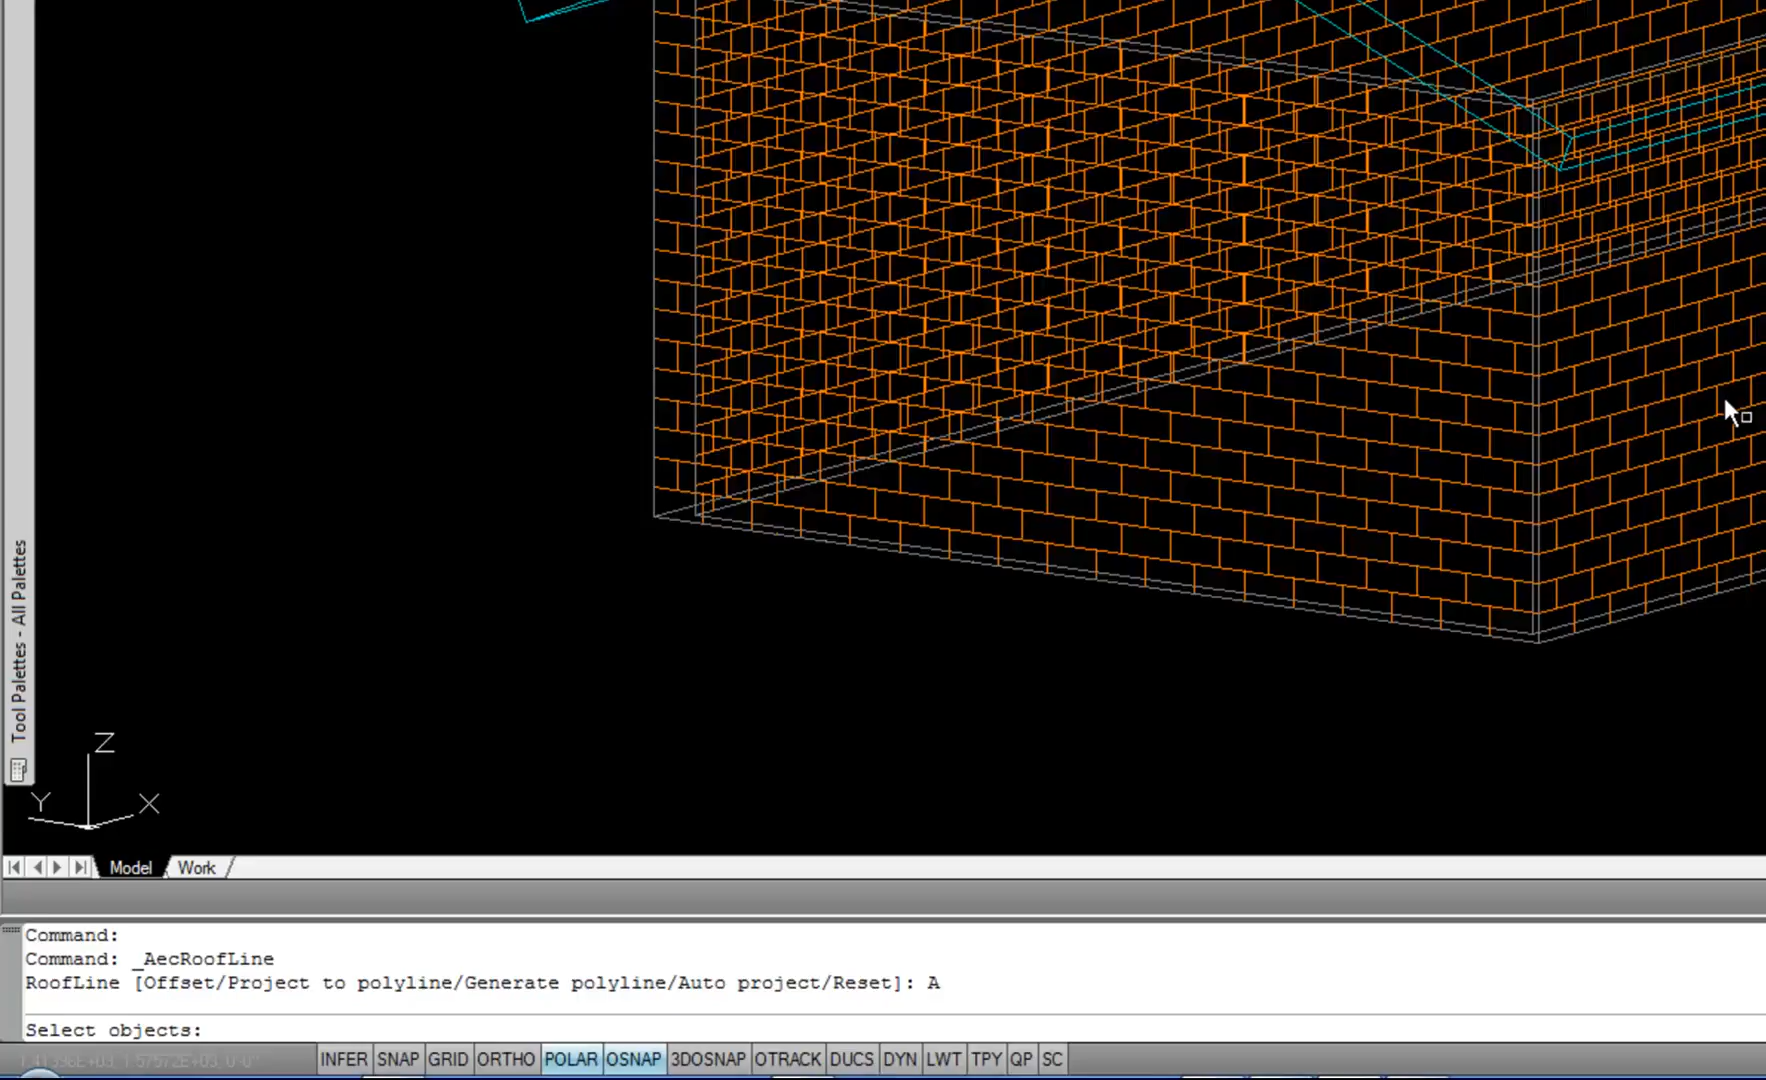 Tool Palettes - All Palettes
Z
Y
X
Model
Work
Command:
Command: _AecRoofLine
RoofLine [Offset/Project to polyline/Generate polyline/Auto project/Reset]: A
Select objects:
INFER SNAP GRID ORTHO POLAR OSNAP 3DOSNAP OTRACK DUCS DYN LWT TPY QP SC